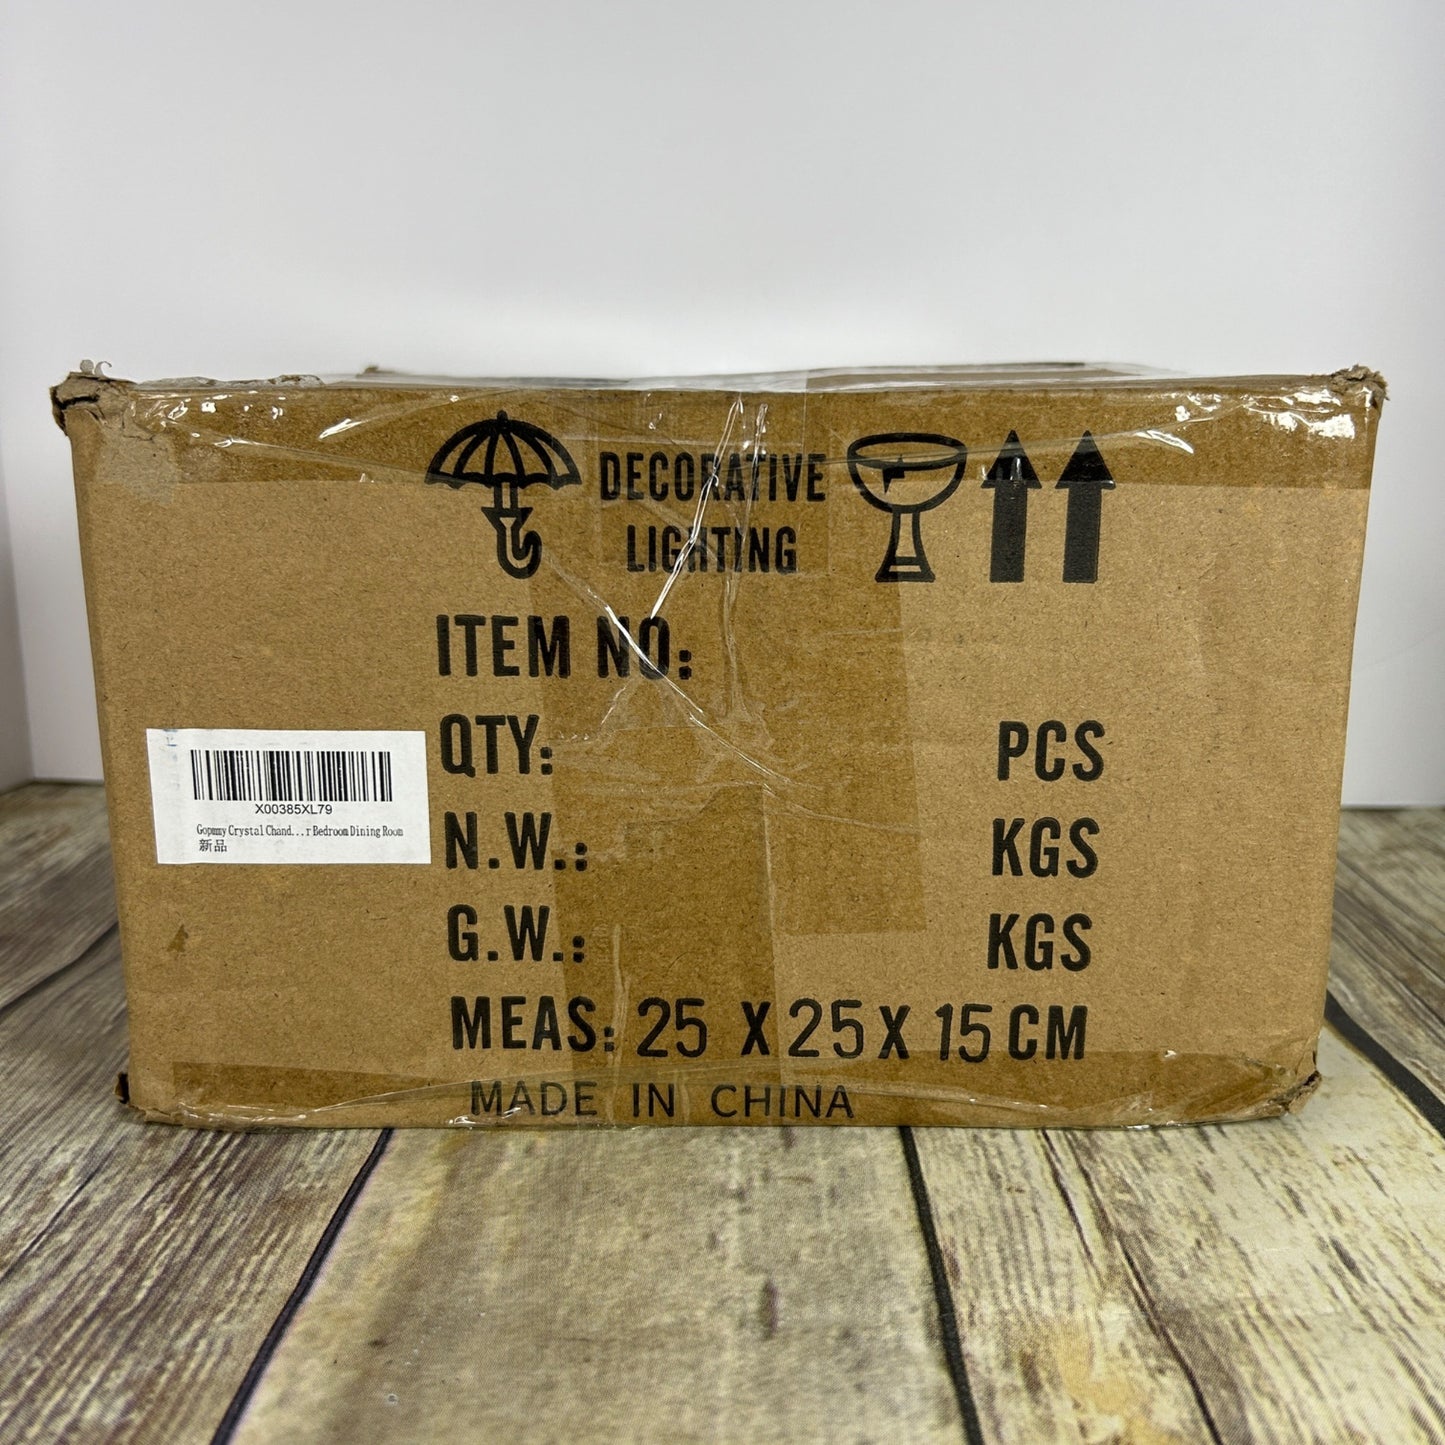 DECORATIVE
LIGHTING
ITEM NO:
QTY: PCS
N.W.: KGS
G.W.: KGS
MEAS: 25 X 25 X 15 CM
MADE IN CHINA
X00385XL79
Gopmmy Crystal Chand...r Bedroom Dining Room
新品